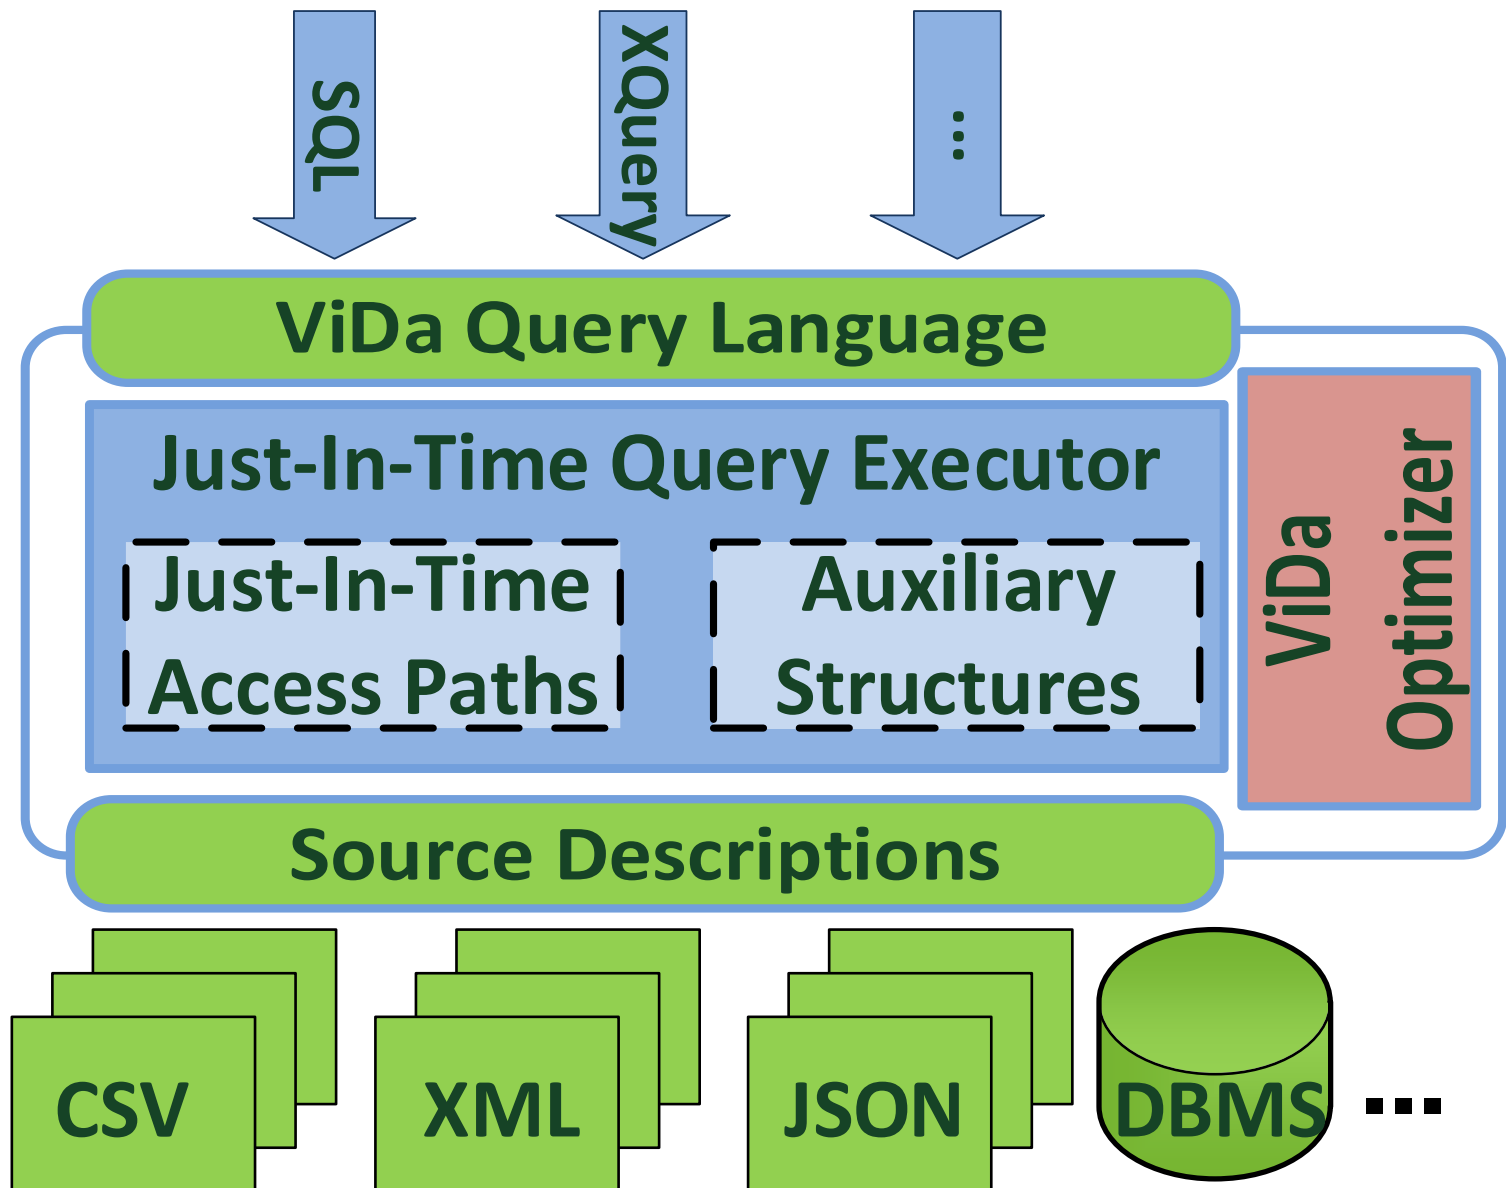 SQL
XQuery
...
ViDa Query Language
Just-In-Time Query Executor
Just-In-Time
Access Paths
Auxiliary
Structures
ViDa
Optimizer
Source Descriptions
CSV
XML
JSON
DBMS
...